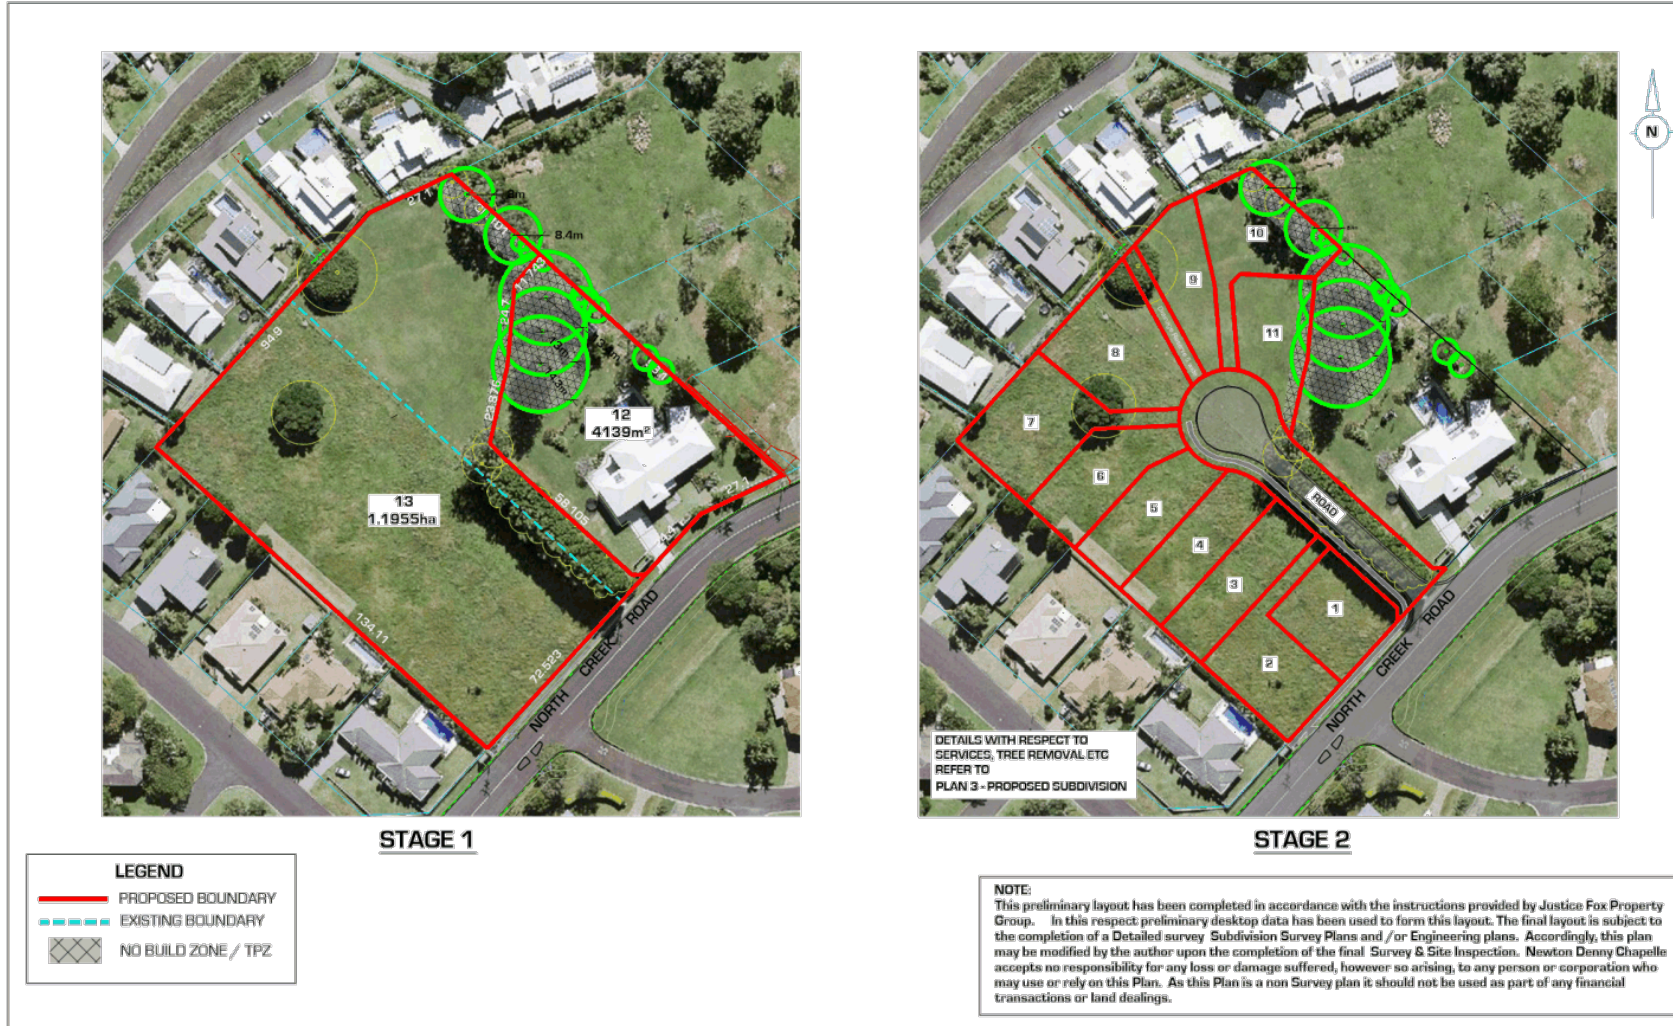 27.11
8.4m
11.743
24.7
94.9
23.876
12
4139m²
27.1
58.105
13
1.1955ha
134.11
72.523
NORTH CREEK ROAD
STAGE 1
N
10
9
11
8
7
6
5
ROAD
4
3
1
2
NORTH CREEK ROAD
DETAILS WITH RESPECT TO
SERVICES, TREE REMOVAL ETC
REFER TO
PLAN 3 - PROPOSED SUBDIVISION
STAGE 2
LEGEND
PROPOSED BOUNDARY
EXISTING BOUNDARY
NO BUILD ZONE / TPZ
NOTE:
This preliminary layout has been completed in accordance with the instructions provided by Justice Fox Property
Group. In this respect preliminary desktop data has been used to form this layout. The final layout is subject to
the completion of a Detailed survey Subdivision Survey Plans and /or Engineering plans. Accordingly, this plan
may be modified by the author upon the completion of the final Survey & Site Inspection. Newton Denny Chapelle
accepts no responsibility for any loss or damage suffered, however so arising, to any person or corporation who
may use or rely on this Plan. As this Plan is a non Survey plan it should not be used as part of any financial
transactions or land dealings.